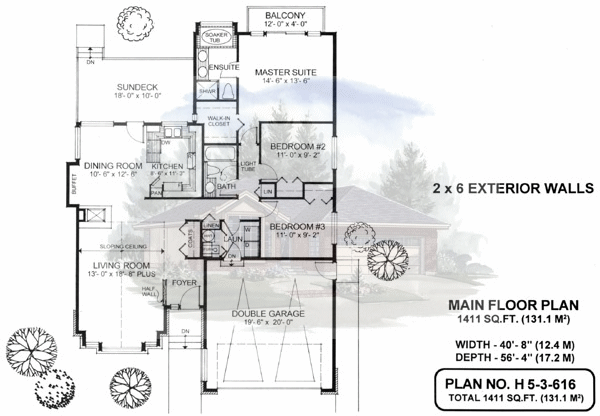 BALCONY
12'- 0" x 4'- 0"
SOAKER
TUB
ENSUITE
MASTER SUITE
14'- 6" x 13'- 6"
SHWR
DN
SUNDECK
18'- 0" x 10'- 0"
WALK-IN
CLOSET
DW
DINING ROOM
10'- 6" x 12'- 6"
KITCHEN
8'- 6" x 11'- 2"
BUFFET
PAN
LIGHT
TUBE
BEDROOM #2
11'- 0" x 9'- 2"
BATH
LIN
2 x 6 EXTERIOR WALLS
BEDROOM #3
11'- 0" x 9'- 2"
COATS
LINEN
LAUN
W
D
DN
SLOPING CEILING
LIVING ROOM
13'- 0" x 18'- 8" PLUS
HALF
WALL
FOYER
DN
DOUBLE GARAGE
19'- 6" x 20'- 0"
MAIN FLOOR PLAN
1411 SQ.FT. (131.1 M²)
WIDTH - 40'- 8" (12.4 M)
DEPTH - 56'- 4" (17.2 M)
PLAN NO. H 5-3-616
TOTAL 1411 SQ.FT. (131.1 M²)